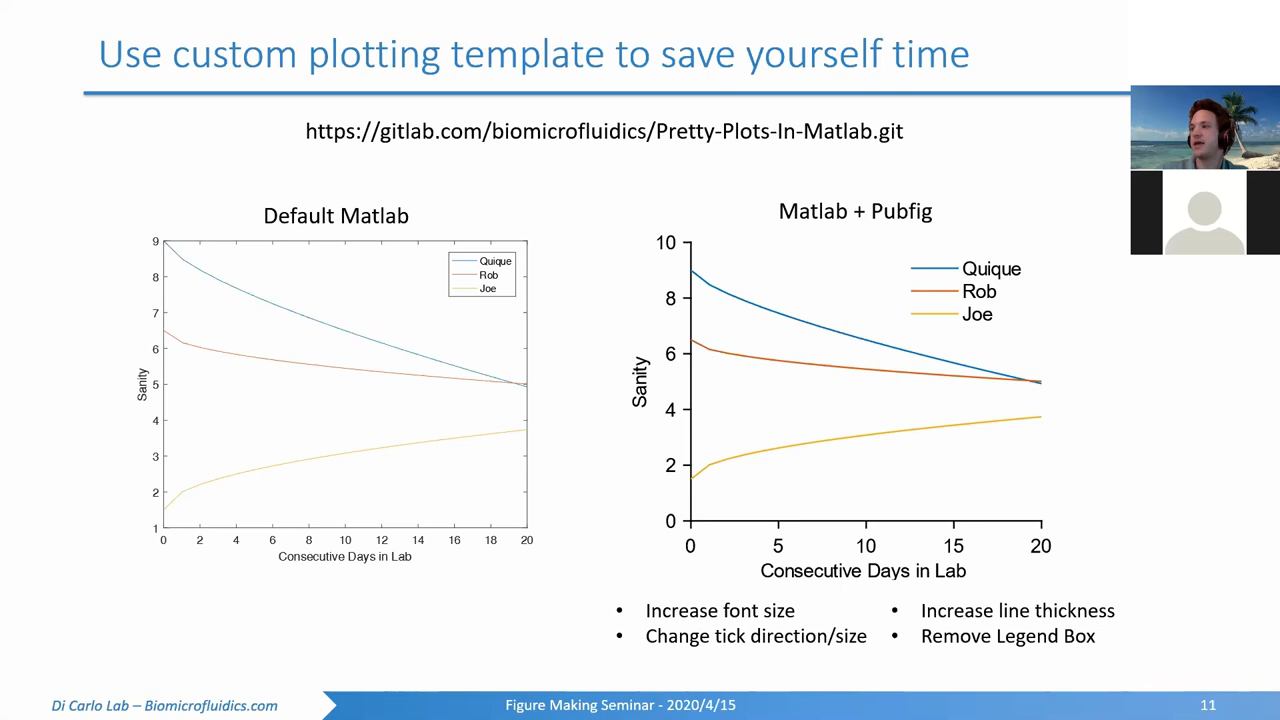 Use custom plotting template to save yourself time
https://gitlab.com/biomicrofluidics/Pretty-Plots-In-Matlab.git
Default Matlab
9
8
7
6
5
4
3
2
1
Sanity
0 2 4 6 8 10 12 14 16 18 20
Consecutive Days in Lab
Quique
Rob
Joe
Matlab + Pubfig
10
8
6
4
2
0
Sanity
0 5 10 15 20
Consecutive Days in Lab
Quique
Rob
Joe
• Increase font size
• Change tick direction/size
• Increase line thickness
• Remove Legend Box
Di Carlo Lab – Biomicrofluidics.com
Figure Making Seminar - 2020/4/15
11